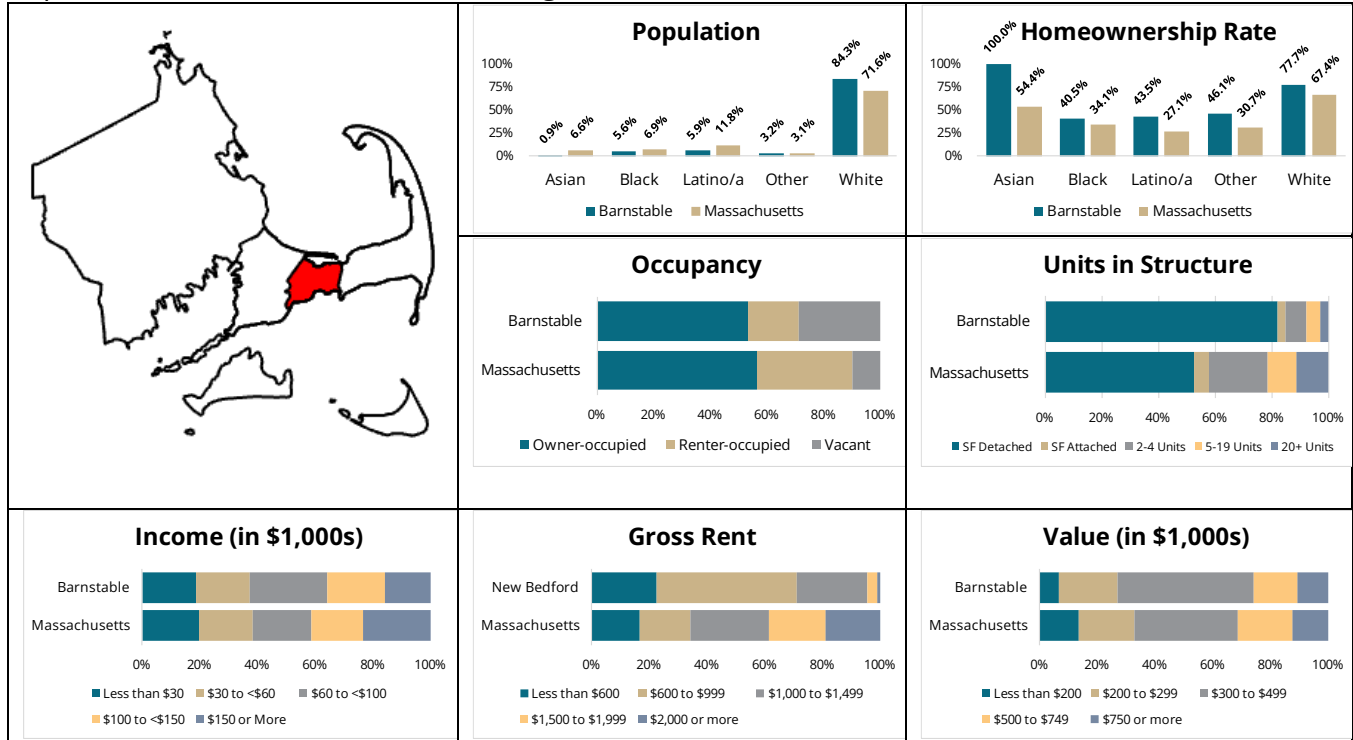 Population
100%
75%
50%
25%
0%
0.9% 6.6% 5.6% 6.9% 5.9% 11.8% 3.2% 3.1% 84.3% 71.6%
Asian Black Latino/a Other White
Barnstable Massachusetts
Homeownership Rate
100%
75%
50%
25%
0%
100.0% 54.4% 40.5% 34.1% 43.5% 27.1% 46.1% 30.7% 77.7% 67.4%
Asian Black Latino/a Other White
Barnstable Massachusetts
Occupancy
Barnstable
Massachusetts
0% 20% 40% 60% 80% 100%
Owner-occupied Renter-occupied Vacant
Units in Structure
Barnstable
Massachusetts
0% 20% 40% 60% 80% 100%
SF Detached SF Attached 2-4 Units 5-19 Units 20+ Units
Income (in $1,000s)
Barnstable
Massachusetts
0% 20% 40% 60% 80% 100%
Less than $30 $30 to <$60 $60 to <$100
$100 to <$150 $150 or More
Gross Rent
New Bedford
Massachusetts
0% 20% 40% 60% 80% 100%
Less than $600 $600 to $999 $1,000 to $1,499
$1,500 to $1,999 $2,000 or more
Value (in $1,000s)
Barnstable
Massachusetts
0% 20% 40% 60% 80% 100%
Less than $200 $200 to $299 $300 to $499
$500 to $749 $750 or more